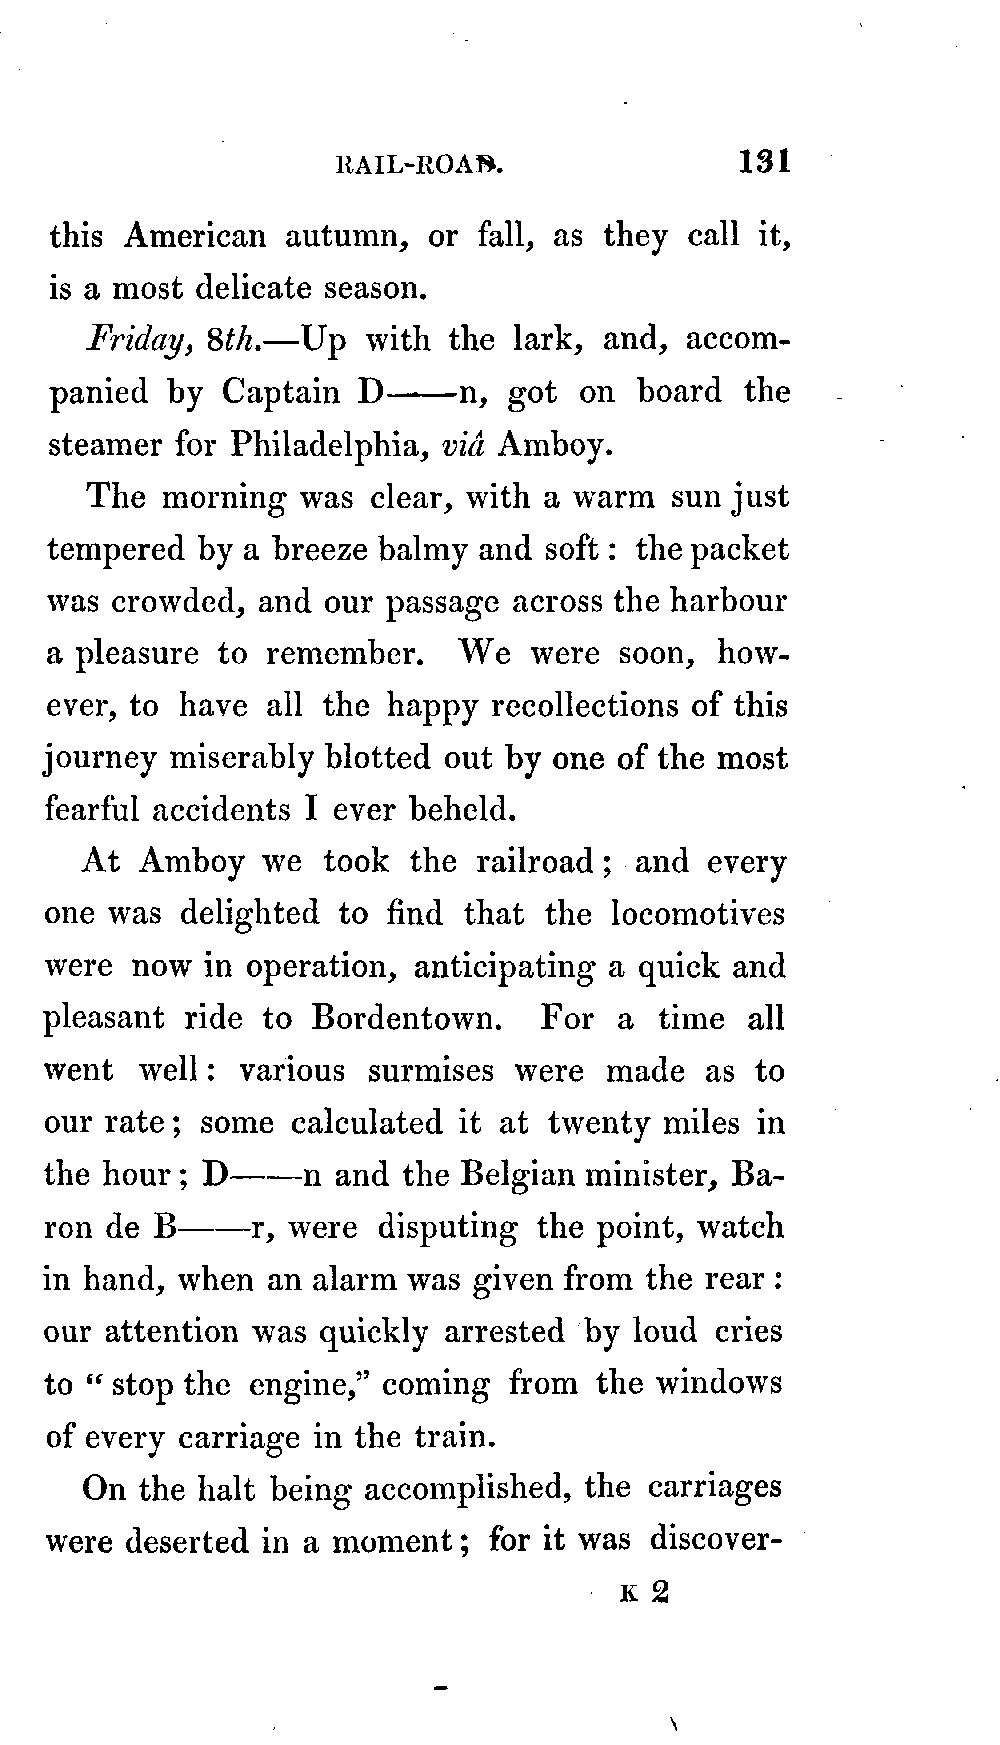 RAIL-ROAD. 131
this American autumn, or fall, as they call it,
is a most delicate season.
Friday, 8th.—Up with the lark, and, accom-
panied by Captain D——n, got on board the
steamer for Philadelphia, viâ Amboy.
The morning was clear, with a warm sun just
tempered by a breeze balmy and soft : the packet
was crowded, and our passage across the harbour
a pleasure to remember. We were soon, how-
ever, to have all the happy recollections of this
journey miserably blotted out by one of the most
fearful accidents I ever beheld.
At Amboy we took the railroad ; and every
one was delighted to find that the locomotives
were now in operation, anticipating a quick and
pleasant ride to Bordentown. For a time all
went well : various surmises were made as to
our rate ; some calculated it at twenty miles in
the hour ; D——n and the Belgian minister, Ba-
ron de B——r, were disputing the point, watch
in hand, when an alarm was given from the rear :
our attention was quickly arrested by loud cries
to “ stop the engine,” coming from the windows
of every carriage in the train.
On the halt being accomplished, the carriages
were deserted in a moment ; for it was discover-
K 2